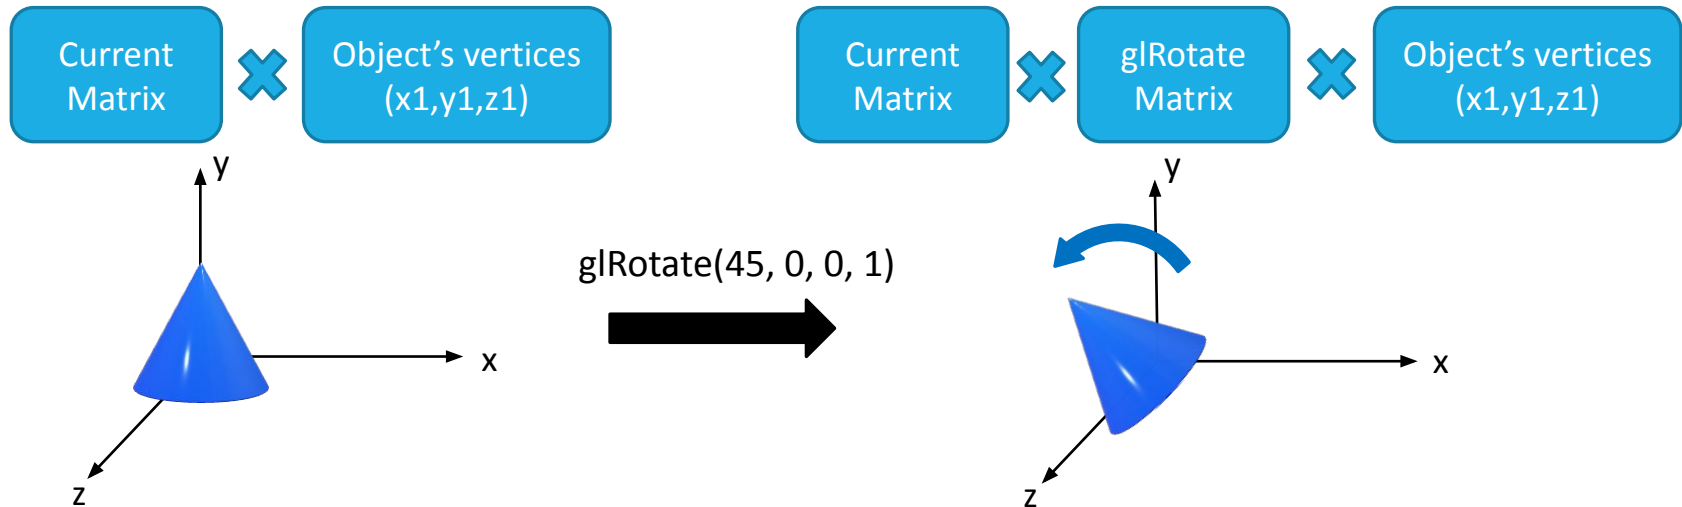 Current
Matrix
Object's vertices
(x1,y1,z1)
Current
Matrix
glRotate
Matrix
Object's vertices
(x1,y1,z1)
y
x
z
glRotate(45, 0, 0, 1)
y
x
z